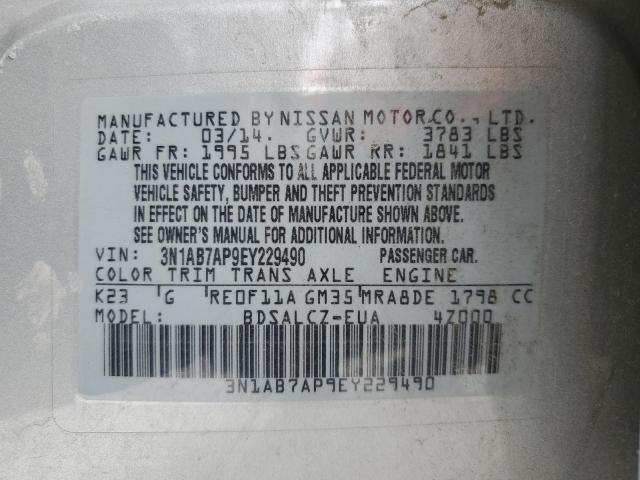 MANUFACTURED BY NISSAN MOTOR.CO., LTD.
DATE: 03/14. GVWR: 3783 LBS
GAWR FR: 1995 LBS GAWR RR: 1841 LBS
THIS VEHICLE CONFORMS TO ALL APPLICABLE FEDERAL MOTOR
VEHICLE SAFETY, BUMPER AND THEFT PREVENTION STANDARDS
IN EFFECT ON THE DATE OF MANUFACTURE SHOWN ABOVE.
SEE OWNER'S MANUAL FOR ADDITIONAL INFORMATION.
VIN: 3N1AB7AP9EY229490 PASSENGER CAR.
COLOR TRIM TRANS AXLE ENGINE
K23 G RE0F11A GM35 MRA8DE 1798 CC
MODEL: BDSALCZ-EUA 4Z000
3N1AB7AP9EY229490